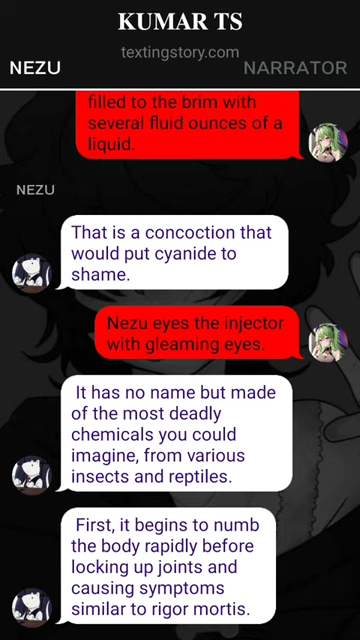 KUMAR TS
textingstory.com
NEZU NARRATOR
filled to the brim with
several fluid ounces of a
liquid.
NEZU
That is a concoction that
would put cyanide to
shame.
Nezu eyes the injector
with gleaming eyes.
It has no name but made
of the most deadly
chemicals you could
imagine, from various
insects and reptiles.
First, it begins to numb
the body rapidly before
locking up joints and
causing symptoms
similar to rigor mortis.